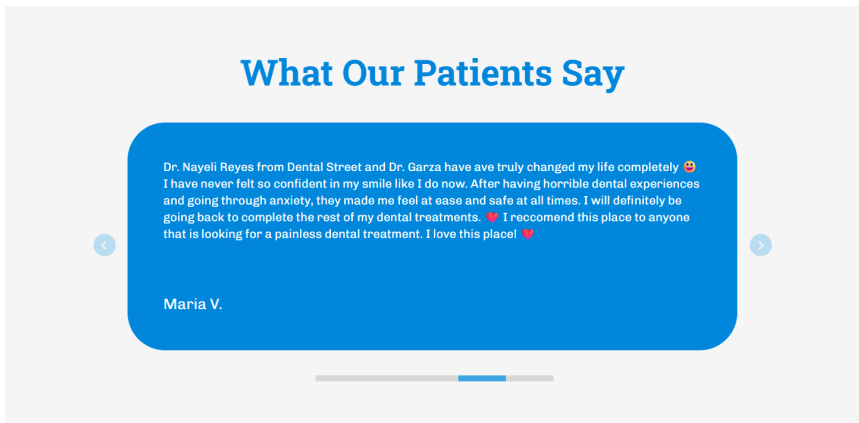 What Our Patients Say
Dr. Nayeli Reyes from Dental Street and Dr. Garza have ave truly changed my life completely 😃
I have never felt so confident in my smile like I do now. After having horrible dental experiences
and going through anxiety, they made me feel at ease and safe at all times. I will definitely be
going back to complete the rest of my dental treatments. ❤️ I reccomend this place to anyone
that is looking for a painless dental treatment. I love this place! ❤️
Maria V.